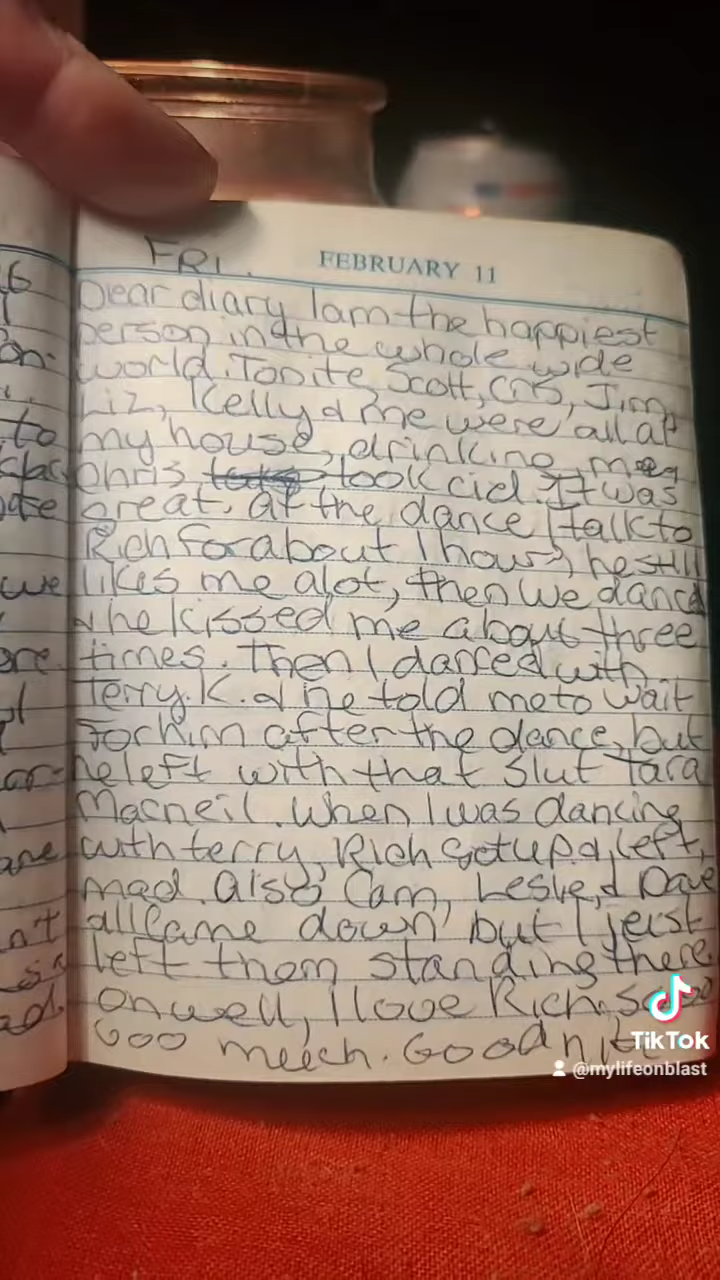 FRI. FEBRUARY 11
Dear diary I am the happiest
person in the whole wide
world. Tonite, Scott, Cris, Jim,
Liz, Kelly & me were all at
my house, drinking, me &
Chris took cid. It was
great. at the dance I talk to
Rich for about 1 hour, he still
likes me alot, then we danced
& he kissed me about three
times. Then I danced with
Terry. K. & he told me to wait
for him after the dance, but
he left with that slut Tara
Macneil. When I was dancing
with terry, Rich got up & left,
mad. also Cam, Leslie, & Dave
all came down but I jerst
left them standing there.
on well, I love Rich. 
ooo much. Goodnite
TikTok
@mylifeonblast